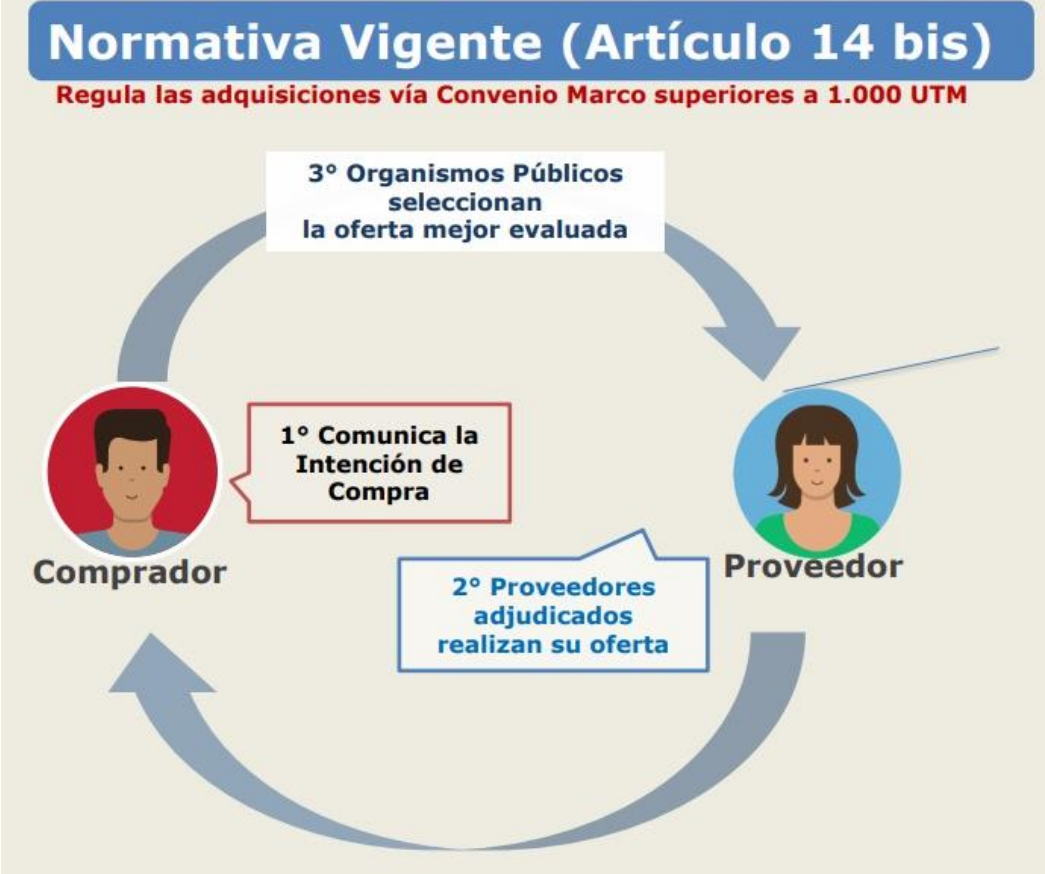 Normativa Vigente (Artículo 14 bis)
Regula las adquisiciones vía Convenio Marco superiores a 1.000 UTM
3° Organismos Públicos
seleccionan
la oferta mejor evaluada
1° Comunica la
Intención de
Compra
Comprador
Proveedor
2° Proveedores
adjudicados
realizan su oferta